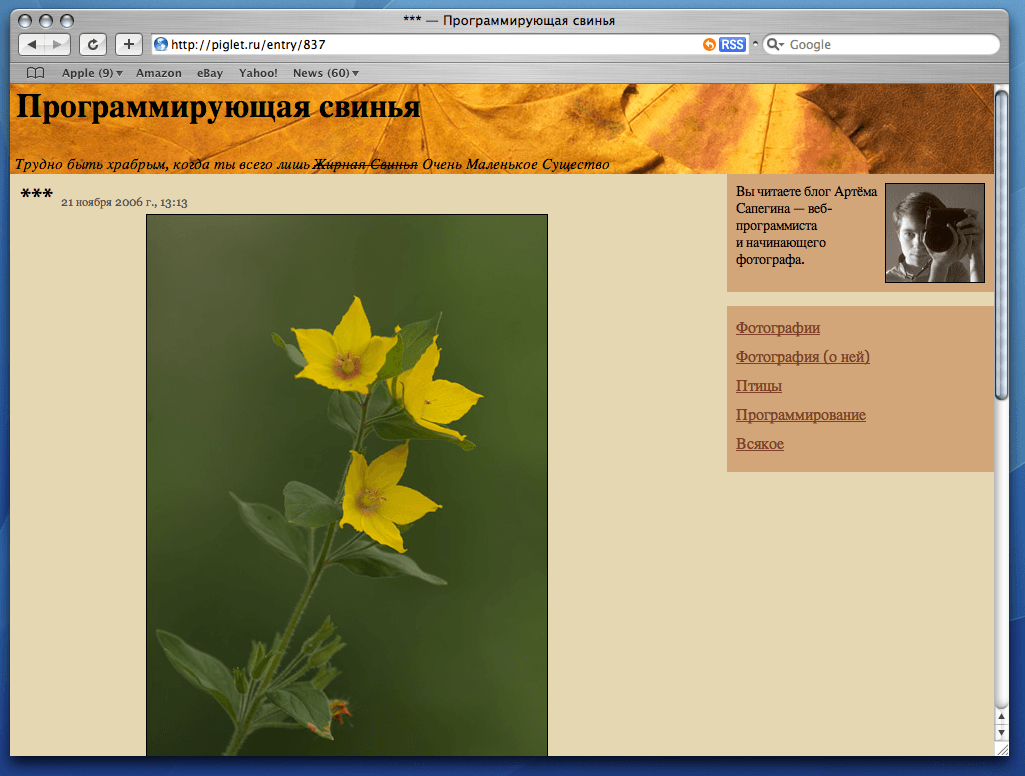 *** — Программирующая свинья
http://piglet.ru/entry/837
RSS
Google
Apple (9)
Amazon
eBay
Yahoo!
News (60)
Программирующая свинья
Трудно быть храбрым, когда ты всего лишь Жирная Свинья Очень Маленькое Существо
***
21 ноября 2006 г., 13:13
Вы читаете блог Артёма
Сапегина — веб-
программиста
и начинающего
фотографа.
Фотографии
Фотография (о ней)
Птицы
Программирование
Всякое